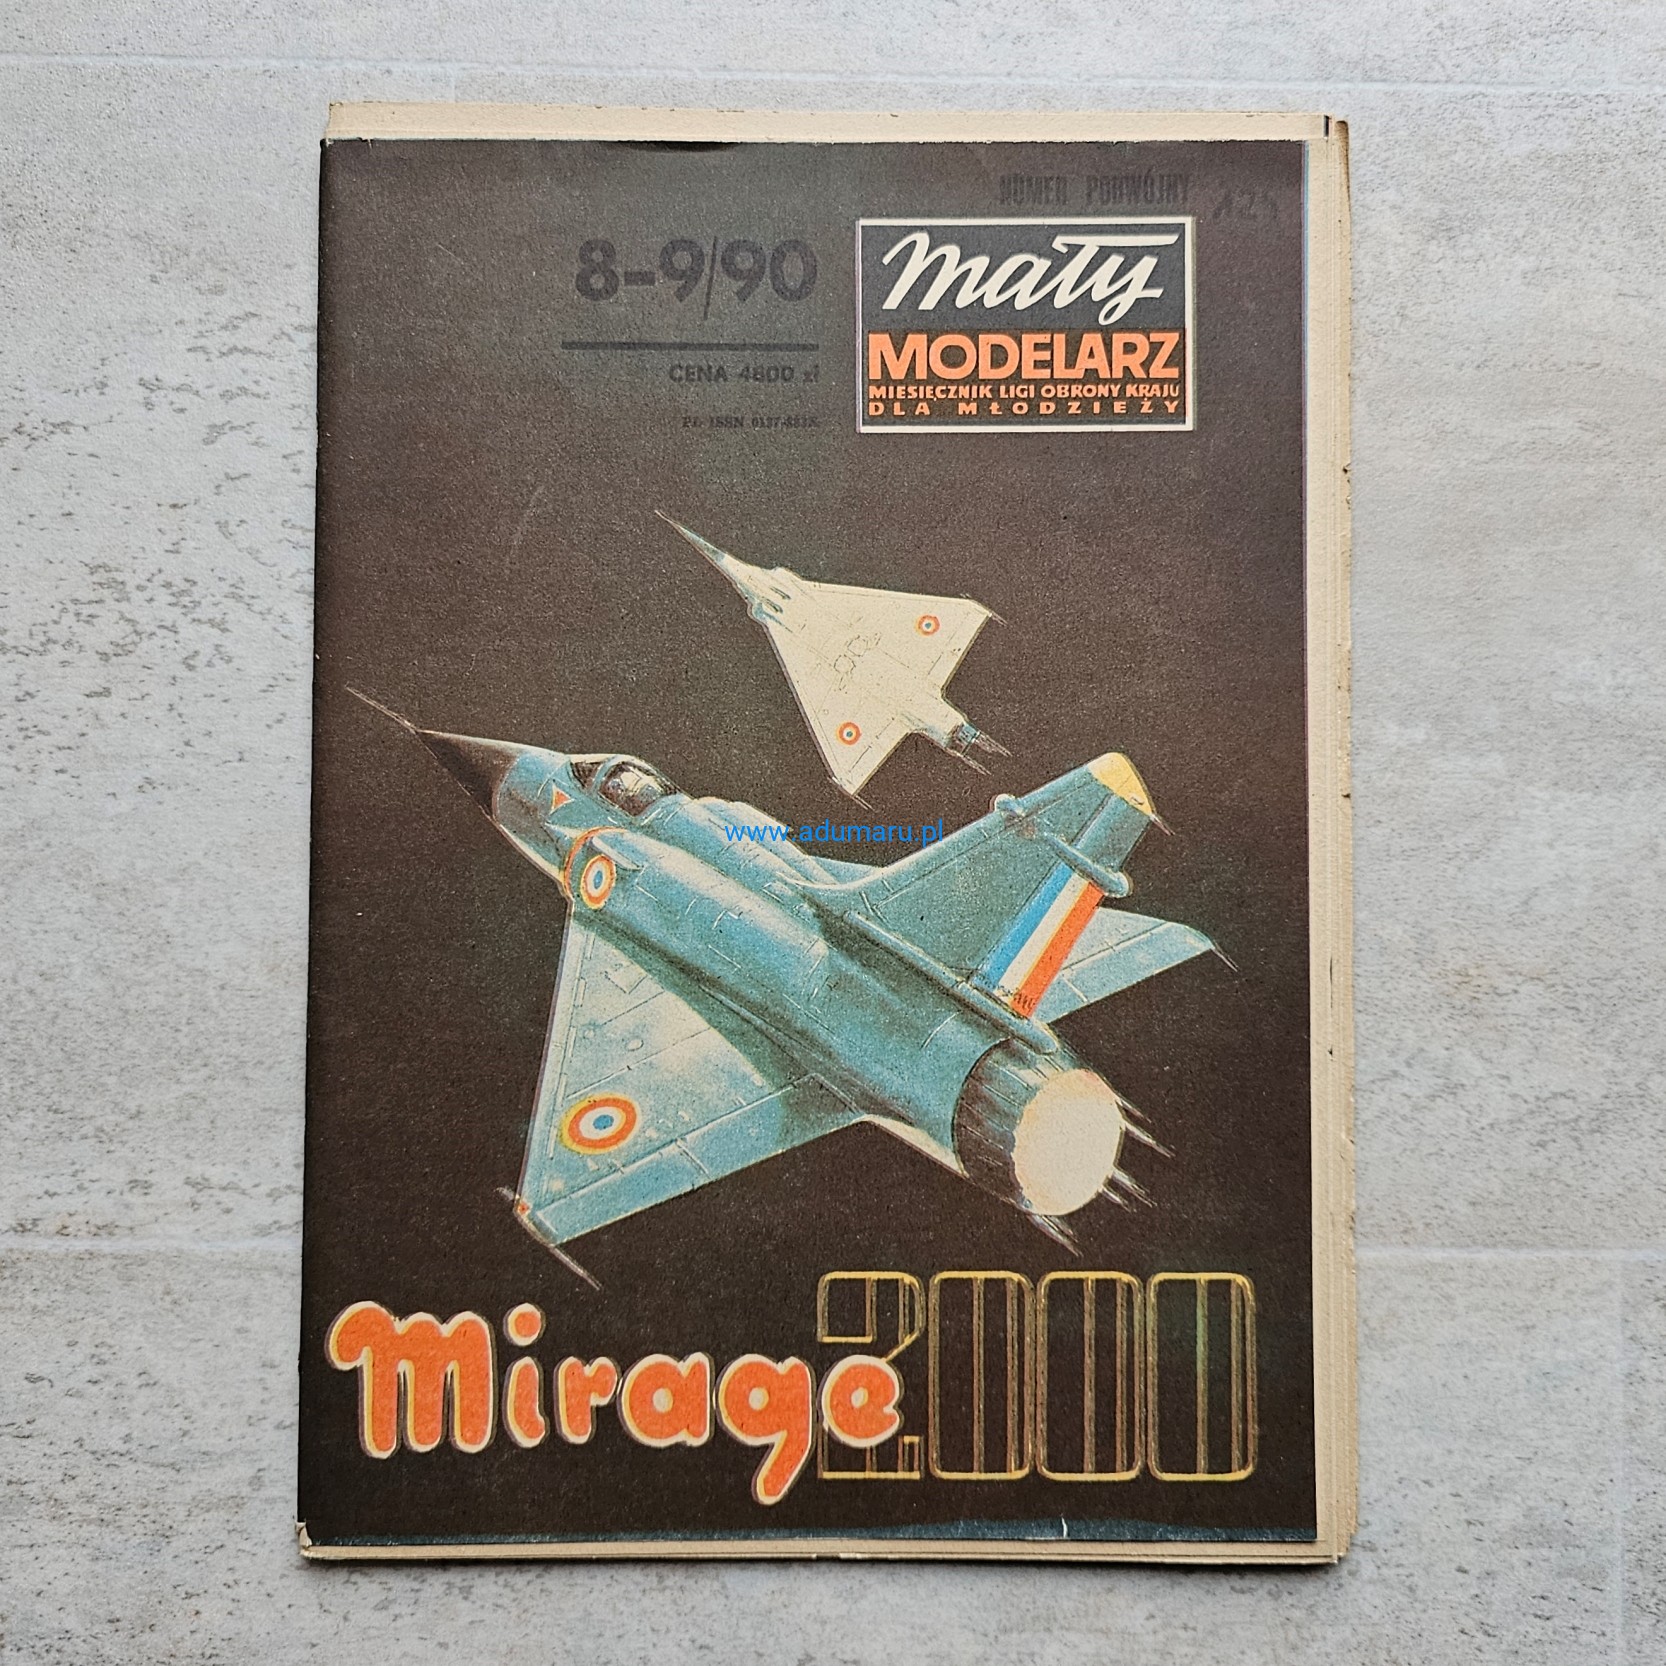 NUMER PODWÓJNY
8-9/90
CENA 4800 zł
Mały
MODELARZ
MIESIĘCZNIK LIGI OBRONY KRAJU
DLA MŁODZIEŻY
www.adumaru.pl
Mirage 2000